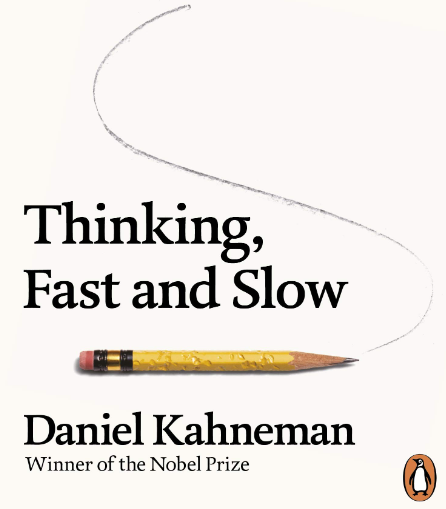 Thinking,
Fast and Slow
Daniel Kahneman
Winner of the Nobel Prize